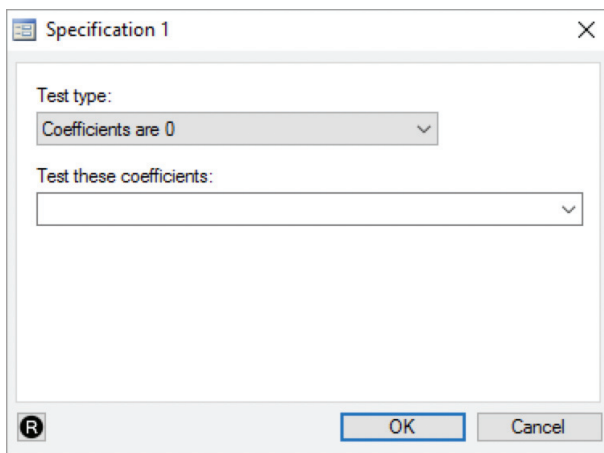 Specification 1
Test type:
Coefficients are 0
Test these coefficients:
R
OK
Cancel